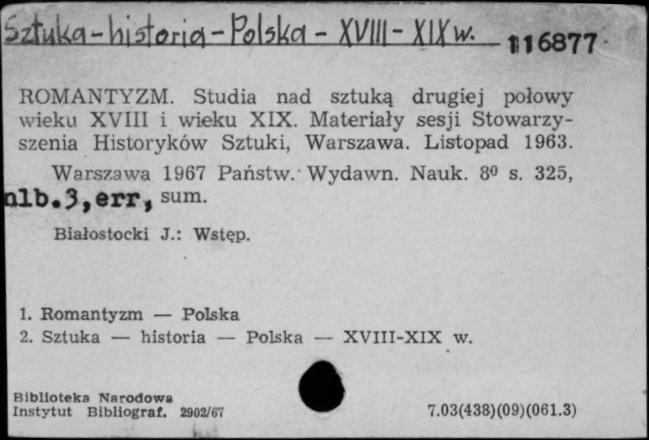 Sztuka-historia-Polska - XVIII-XIX w.
116877
ROMANTYZM. Studia nad sztuką drugiej połowy
wieku XVIII i wieku XIX. Materiały sesji Stowarzy-
szenia Historyków Sztuki, Warszawa. Listopad 1963.
Warszawa 1967 Państw. Wydawn. Nauk. 8⁰ s. 325,
nlb.3,err, sum.
Białostocki J.: Wstęp.
1. Romantyzm — Polska
2. Sztuka — historia — Polska — XVIII-XIX w.
Biblioteka Narodowa
Instytut Bibliograf. 2902/67
7.03(438)(09)(061.3)